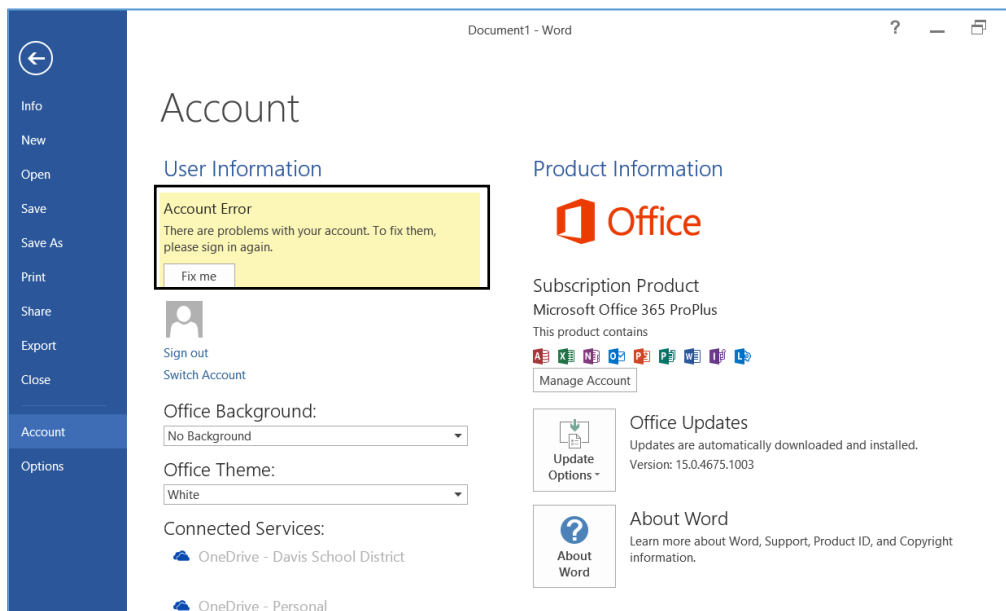 Document1 - Word
?
Info
New
Open
Save
Save As
Print
Share
Export
Close
Account
Options
Account
User Information
Account Error
There are problems with your account. To fix them,
please sign in again.
Fix me
Sign out
Switch Account
Office Background:
No Background
Office Theme:
White
Connected Services:
OneDrive - Davis School District
OneDrive - Personal
Product Information
Office
Subscription Product
Microsoft Office 365 ProPlus
This product contains
Manage Account
Update
Options
Office Updates
Updates are automatically downloaded and installed.
Version: 15.0.4675.1003
?
About
Word
About Word
Learn more about Word, Support, Product ID, and Copyright
information.